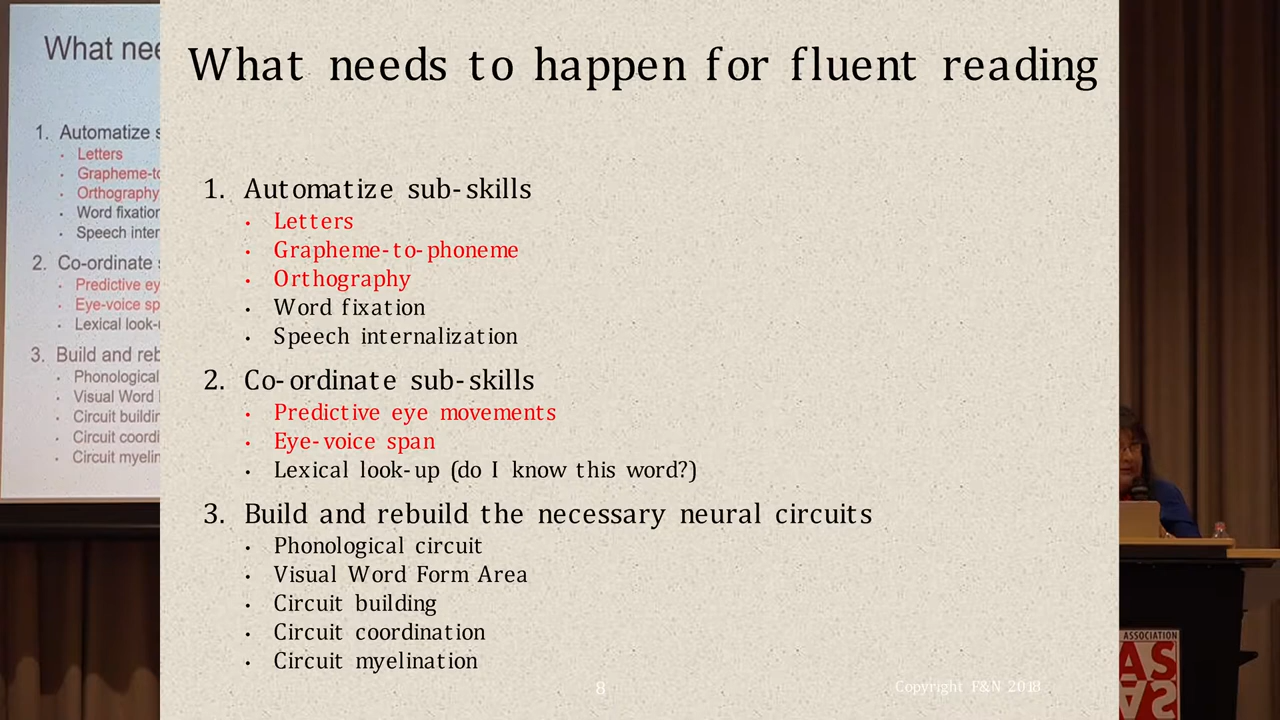 What needs to happen for fluent reading
1. Automatize sub-skills
• Letters
• Grapheme-to-phoneme
• Orthography
• Word fixation
• Speech internalization
2. Co-ordinate sub-skills
• Predictive eye movements
• Eye-voice span
• Lexical look-up (do I know this word?)
3. Build and rebuild the necessary neural circuits
• Phonological circuit
• Visual Word Form Area
• Circuit building
• Circuit coordination
• Circuit myelination
8
Copyright F&N 2018
What nee
1. Automatize s
• Letters
• Grapheme-to
• Orthography
• Word fixation
• Speech inter
2. Co-ordinate s
• Predictive ey
• Eye-voice sp
• Lexical look-u
3. Build and reb
• Phonological
• Visual Word
• Circuit buildin
• Circuit coordi
• Circuit myelin
ASSOCIATION